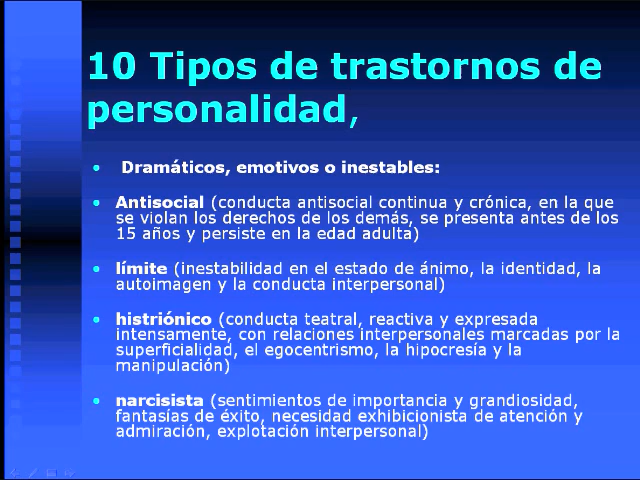 10 Tipos de trastornos de
personalidad,
Dramáticos, emotivos o inestables:
Antisocial (conducta antisocial continua y crónica, en la que
se violan los derechos de los demás, se presenta antes de los
15 años y persiste en la edad adulta)
límite (inestabilidad en el estado de ánimo, la identidad, la
autoimagen y la conducta interpersonal)
histriónico (conducta teatral, reactiva y expresada
intensamente, con relaciones interpersonales marcadas por la
superficialidad, el egocentrismo, la hipocresía y la
manipulación)
narcisista (sentimientos de importancia y grandiosidad,
fantasías de éxito, necesidad exhibicionista de atención y
admiración, explotación interpersonal)